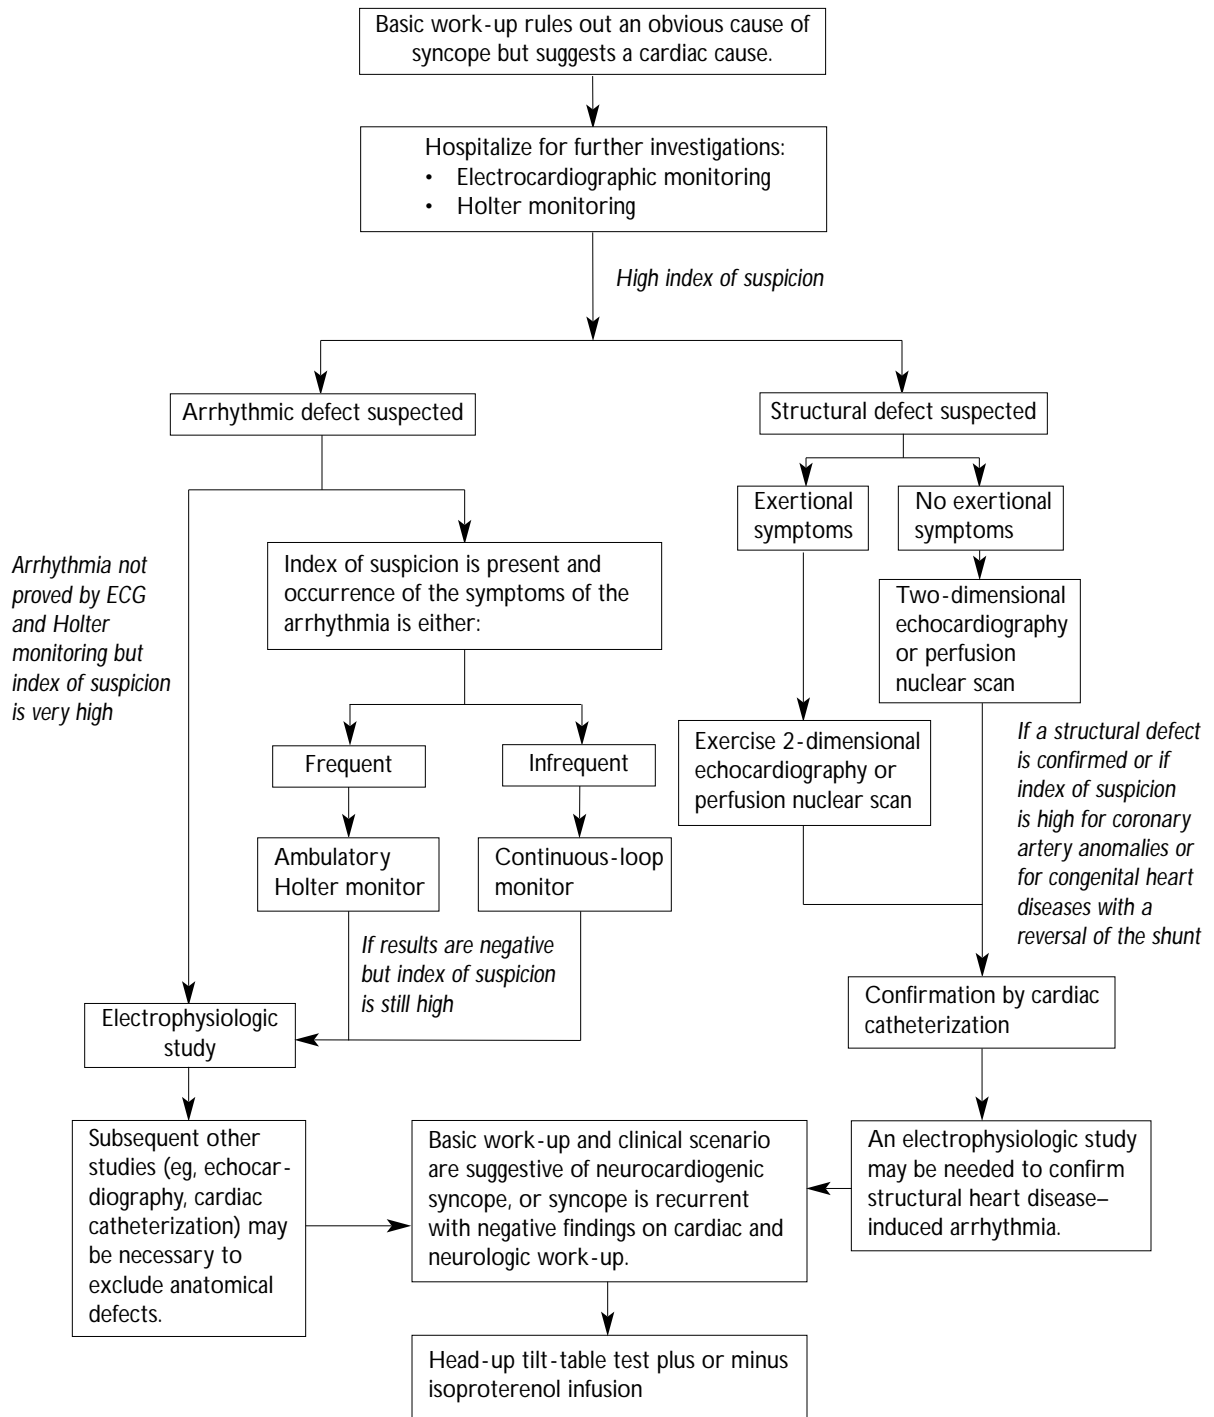 Basic work-up rules out an obvious cause of
syncope but suggests a cardiac cause.
Hospitalize for further investigations:
• Electrocardiographic monitoring
• Holter monitoring
High index of suspicion
Arrhythmic defect suspected
Structural defect suspected
Exertional
symptoms
No exertional
symptoms
Arrhythmia not
proved by ECG
and Holter
monitoring but
index of suspicion
is very high
Index of suspicion is present and
occurrence of the symptoms of the
arrhythmia is either:
Two-dimensional
echocardiography
or perfusion
nuclear scan
Frequent
Infrequent
Exercise 2-dimensional
echocardiography or
perfusion nuclear scan
If a structural defect
is confirmed or if
index of suspicion
is high for coronary
artery anomalies or
for congenital heart
diseases with a
reversal of the shunt
Ambulatory
Holter monitor
Continuous-loop
monitor
If results are negative
but index of suspicion
is still high
Electrophysiologic
study
Confirmation by cardiac
catheterization
Subsequent other
studies (eg, echocar-
diography, cardiac
catheterization) may
be necessary to
exclude anatomical
defects.
Basic work-up and clinical scenario
are suggestive of neurocardiogenic
syncope, or syncope is recurrent
with negative findings on cardiac and
neurologic work-up.
An electrophysiologic study
may be needed to confirm
structural heart disease–
induced arrhythmia.
Head-up tilt-table test plus or minus
isoproterenol infusion